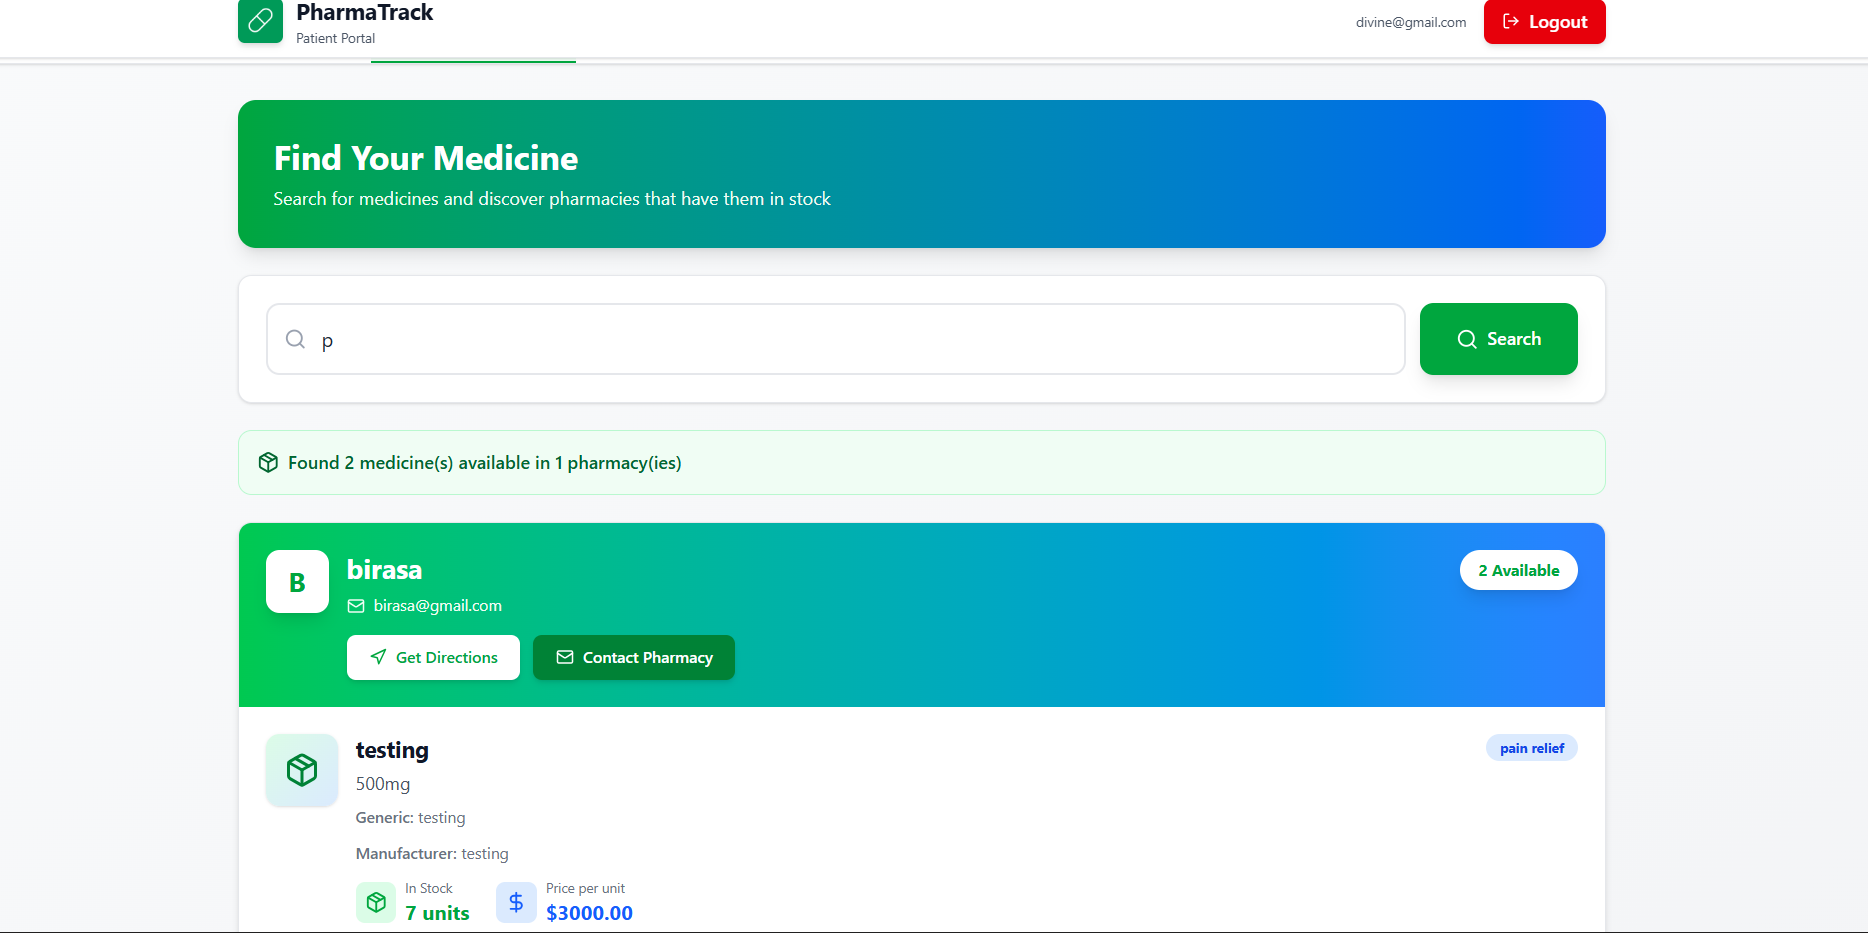 PharmaTrack
Patient Portal
divine@gmail.com
Logout
Find Your Medicine
Search for medicines and discover pharmacies that have them in stock
p
Search
Found 2 medicine(s) available in 1 pharmacy(ies)
B
birasa
2 Available
birasa@gmail.com
Get Directions
Contact Pharmacy
testing
pain relief
500mg
Generic: testing
Manufacturer: testing
In Stock
7 units
Price per unit
$3000.00